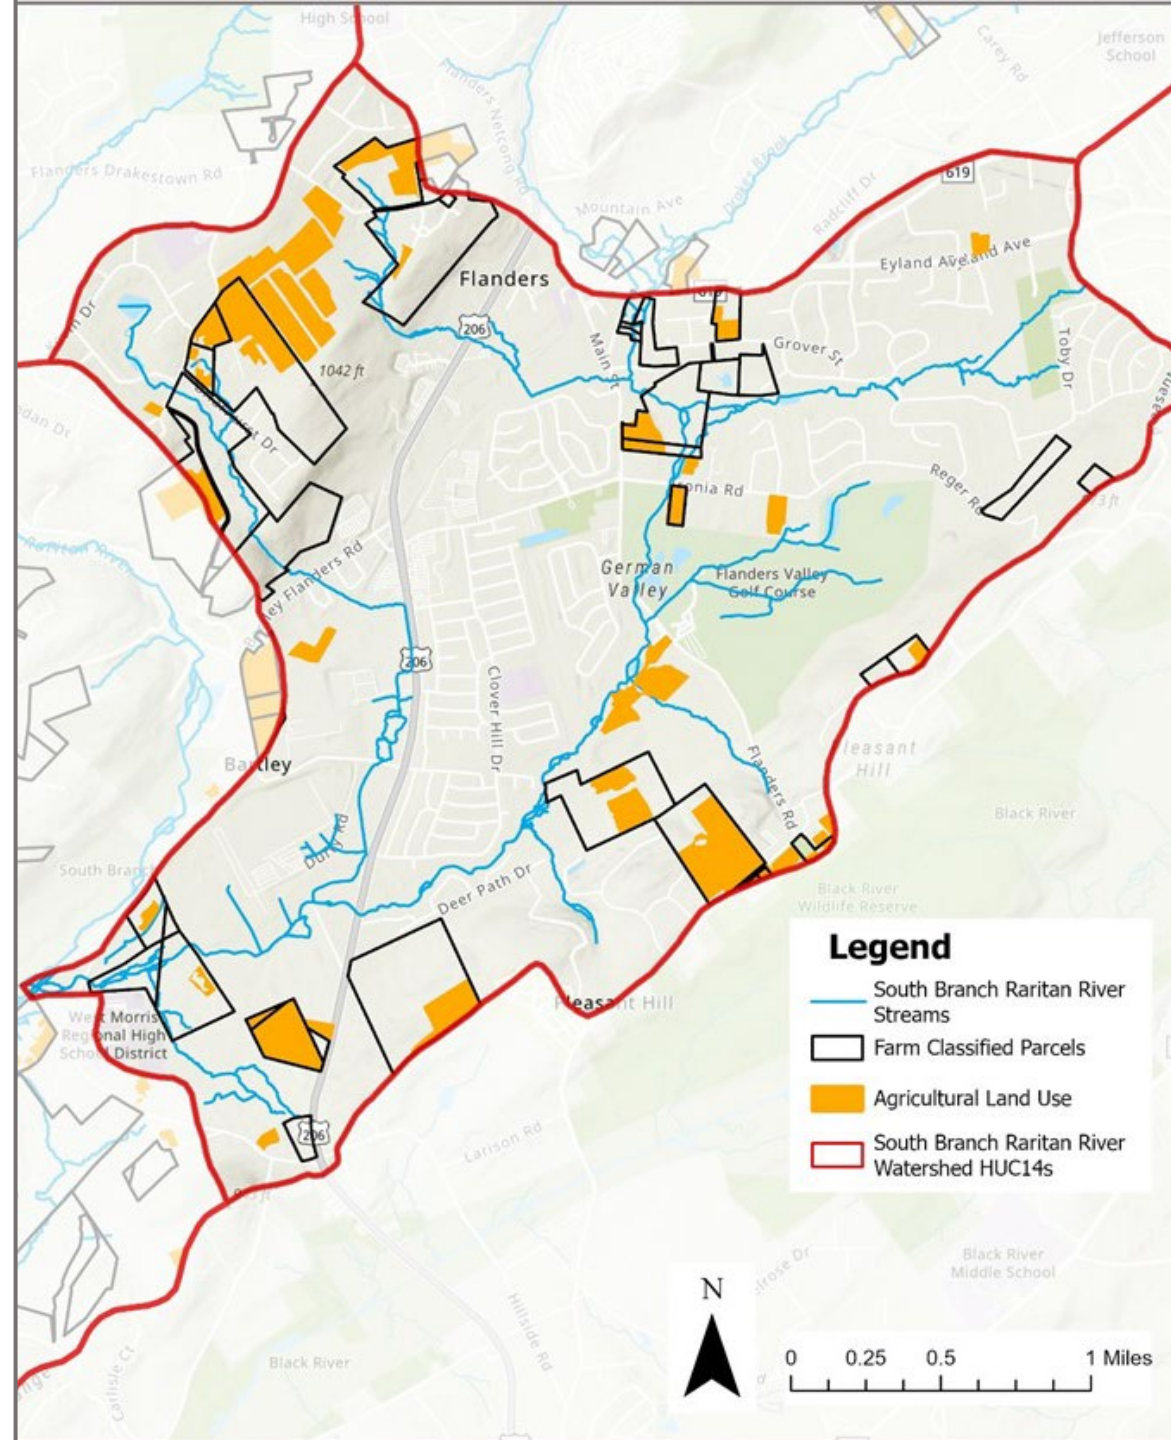 High School
Jefferson
School
Carey Rd
Flanders Netcong Rd
Flanders Drakestown Rd
Drakes Brook
Radcliff Dr
619
Mountain Ave
Eyland Ave
Flanders
206
Main St
Grover St
Toby Dr
1042 ft
Reger Rd
German
Valley
Flanders Valley
Golf Course
Raritan River
Flanders Rd
206
Clover Hill Dr
Bartley
Pleasant
Hill
Flanders Rd
Black River
South Branch
Deer Path Dr
Black River
Wildlife Reserve
Pleasant Hill
West Morris
Regional High
School District
206
Larison Rd
Legend
South Branch Raritan River
Streams
Farm Classified Parcels
Agricultural Land Use
South Branch Raritan River
Watershed HUC14s
Black River
Middle School
Hillside Rd
Black River
Carlisle Ct
N
0 0.25 0.5 1 Miles